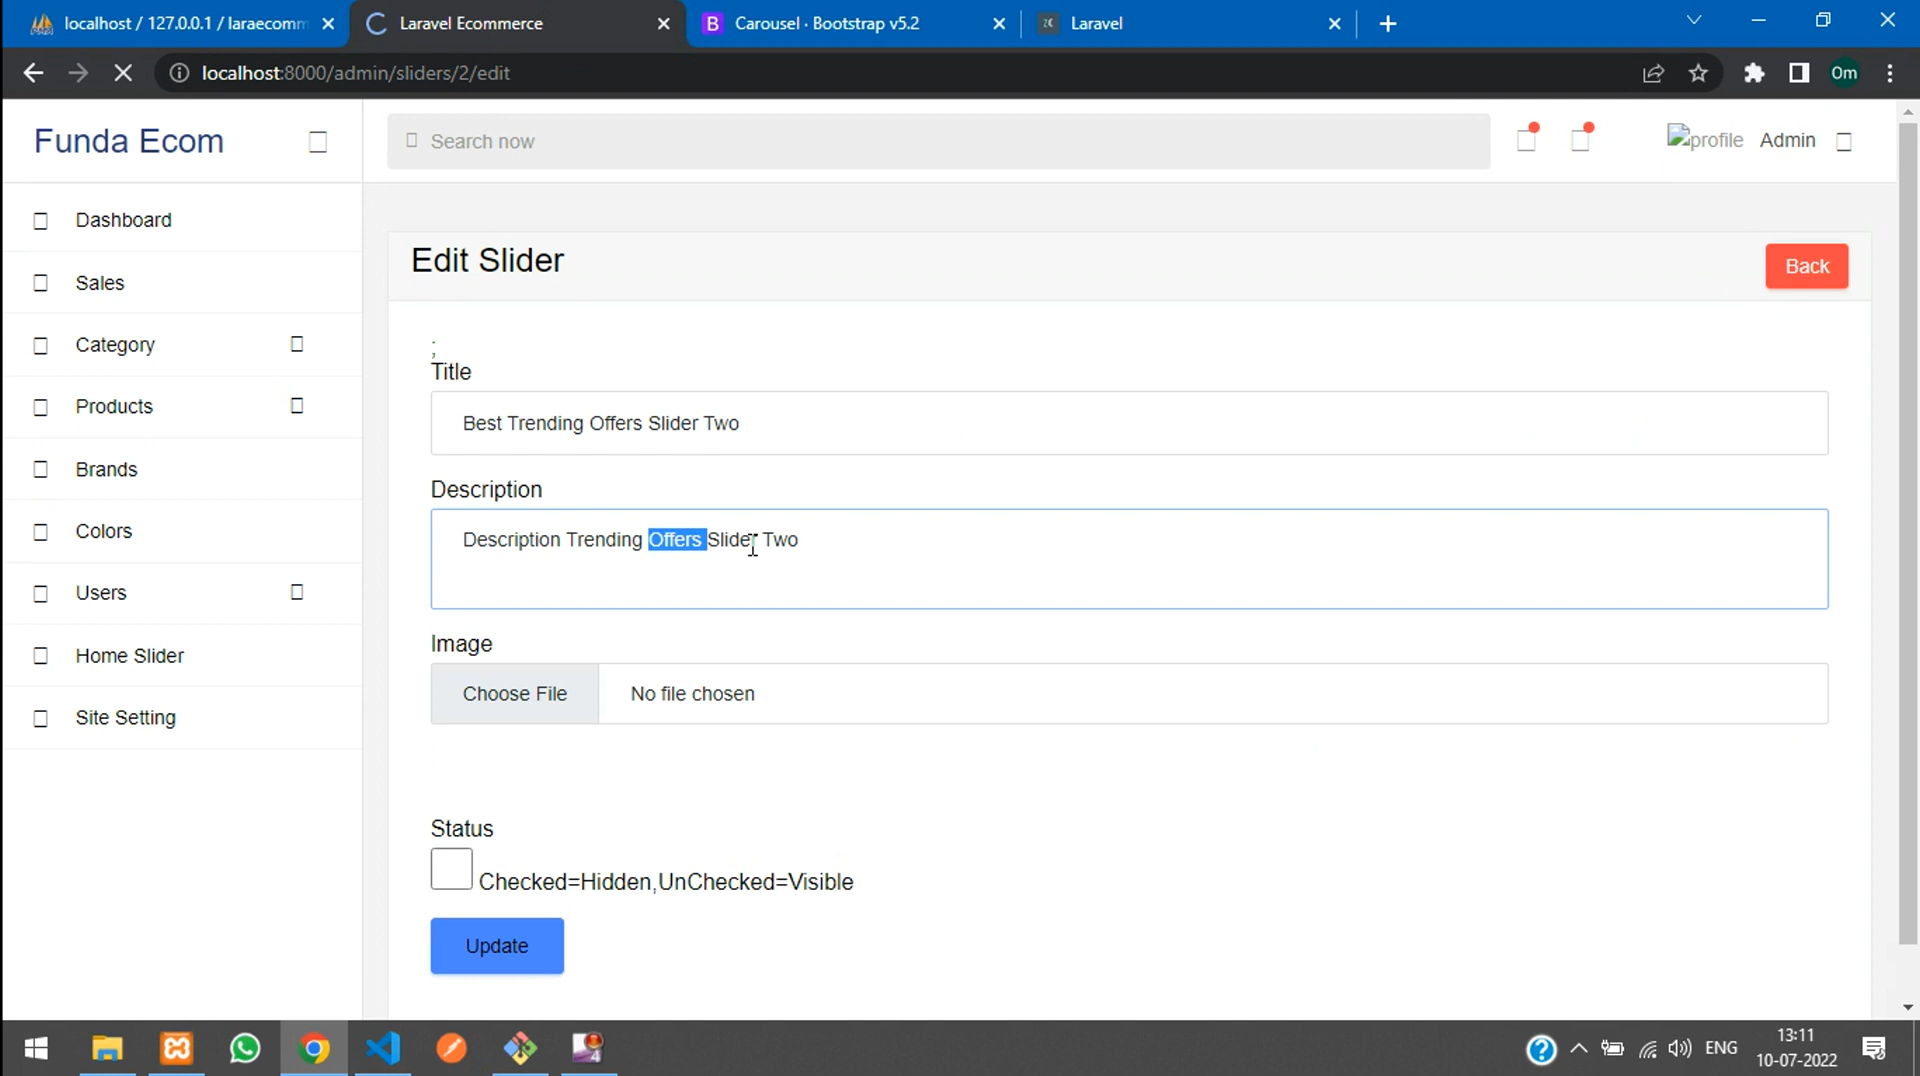 localhost / 127.0.0.1 / laraecomm
Laravel Ecommerce
B Carousel · Bootstrap v5.2
Laravel
localhost:8000/admin/sliders/2/edit
Om
Funda Ecom
Search now
profile
Admin
Dashboard
Sales
Category
Products
Brands
Colors
Users
Home Slider
Site Setting
Edit Slider
Back
;
Title
Best Trending Offers Slider Two
Description
Description Trending Offers Slider Two
Image
Choose File
No file chosen
Status
Checked=Hidden,UnChecked=Visible
Update
4
?
ENG
13:11
10-07-2022